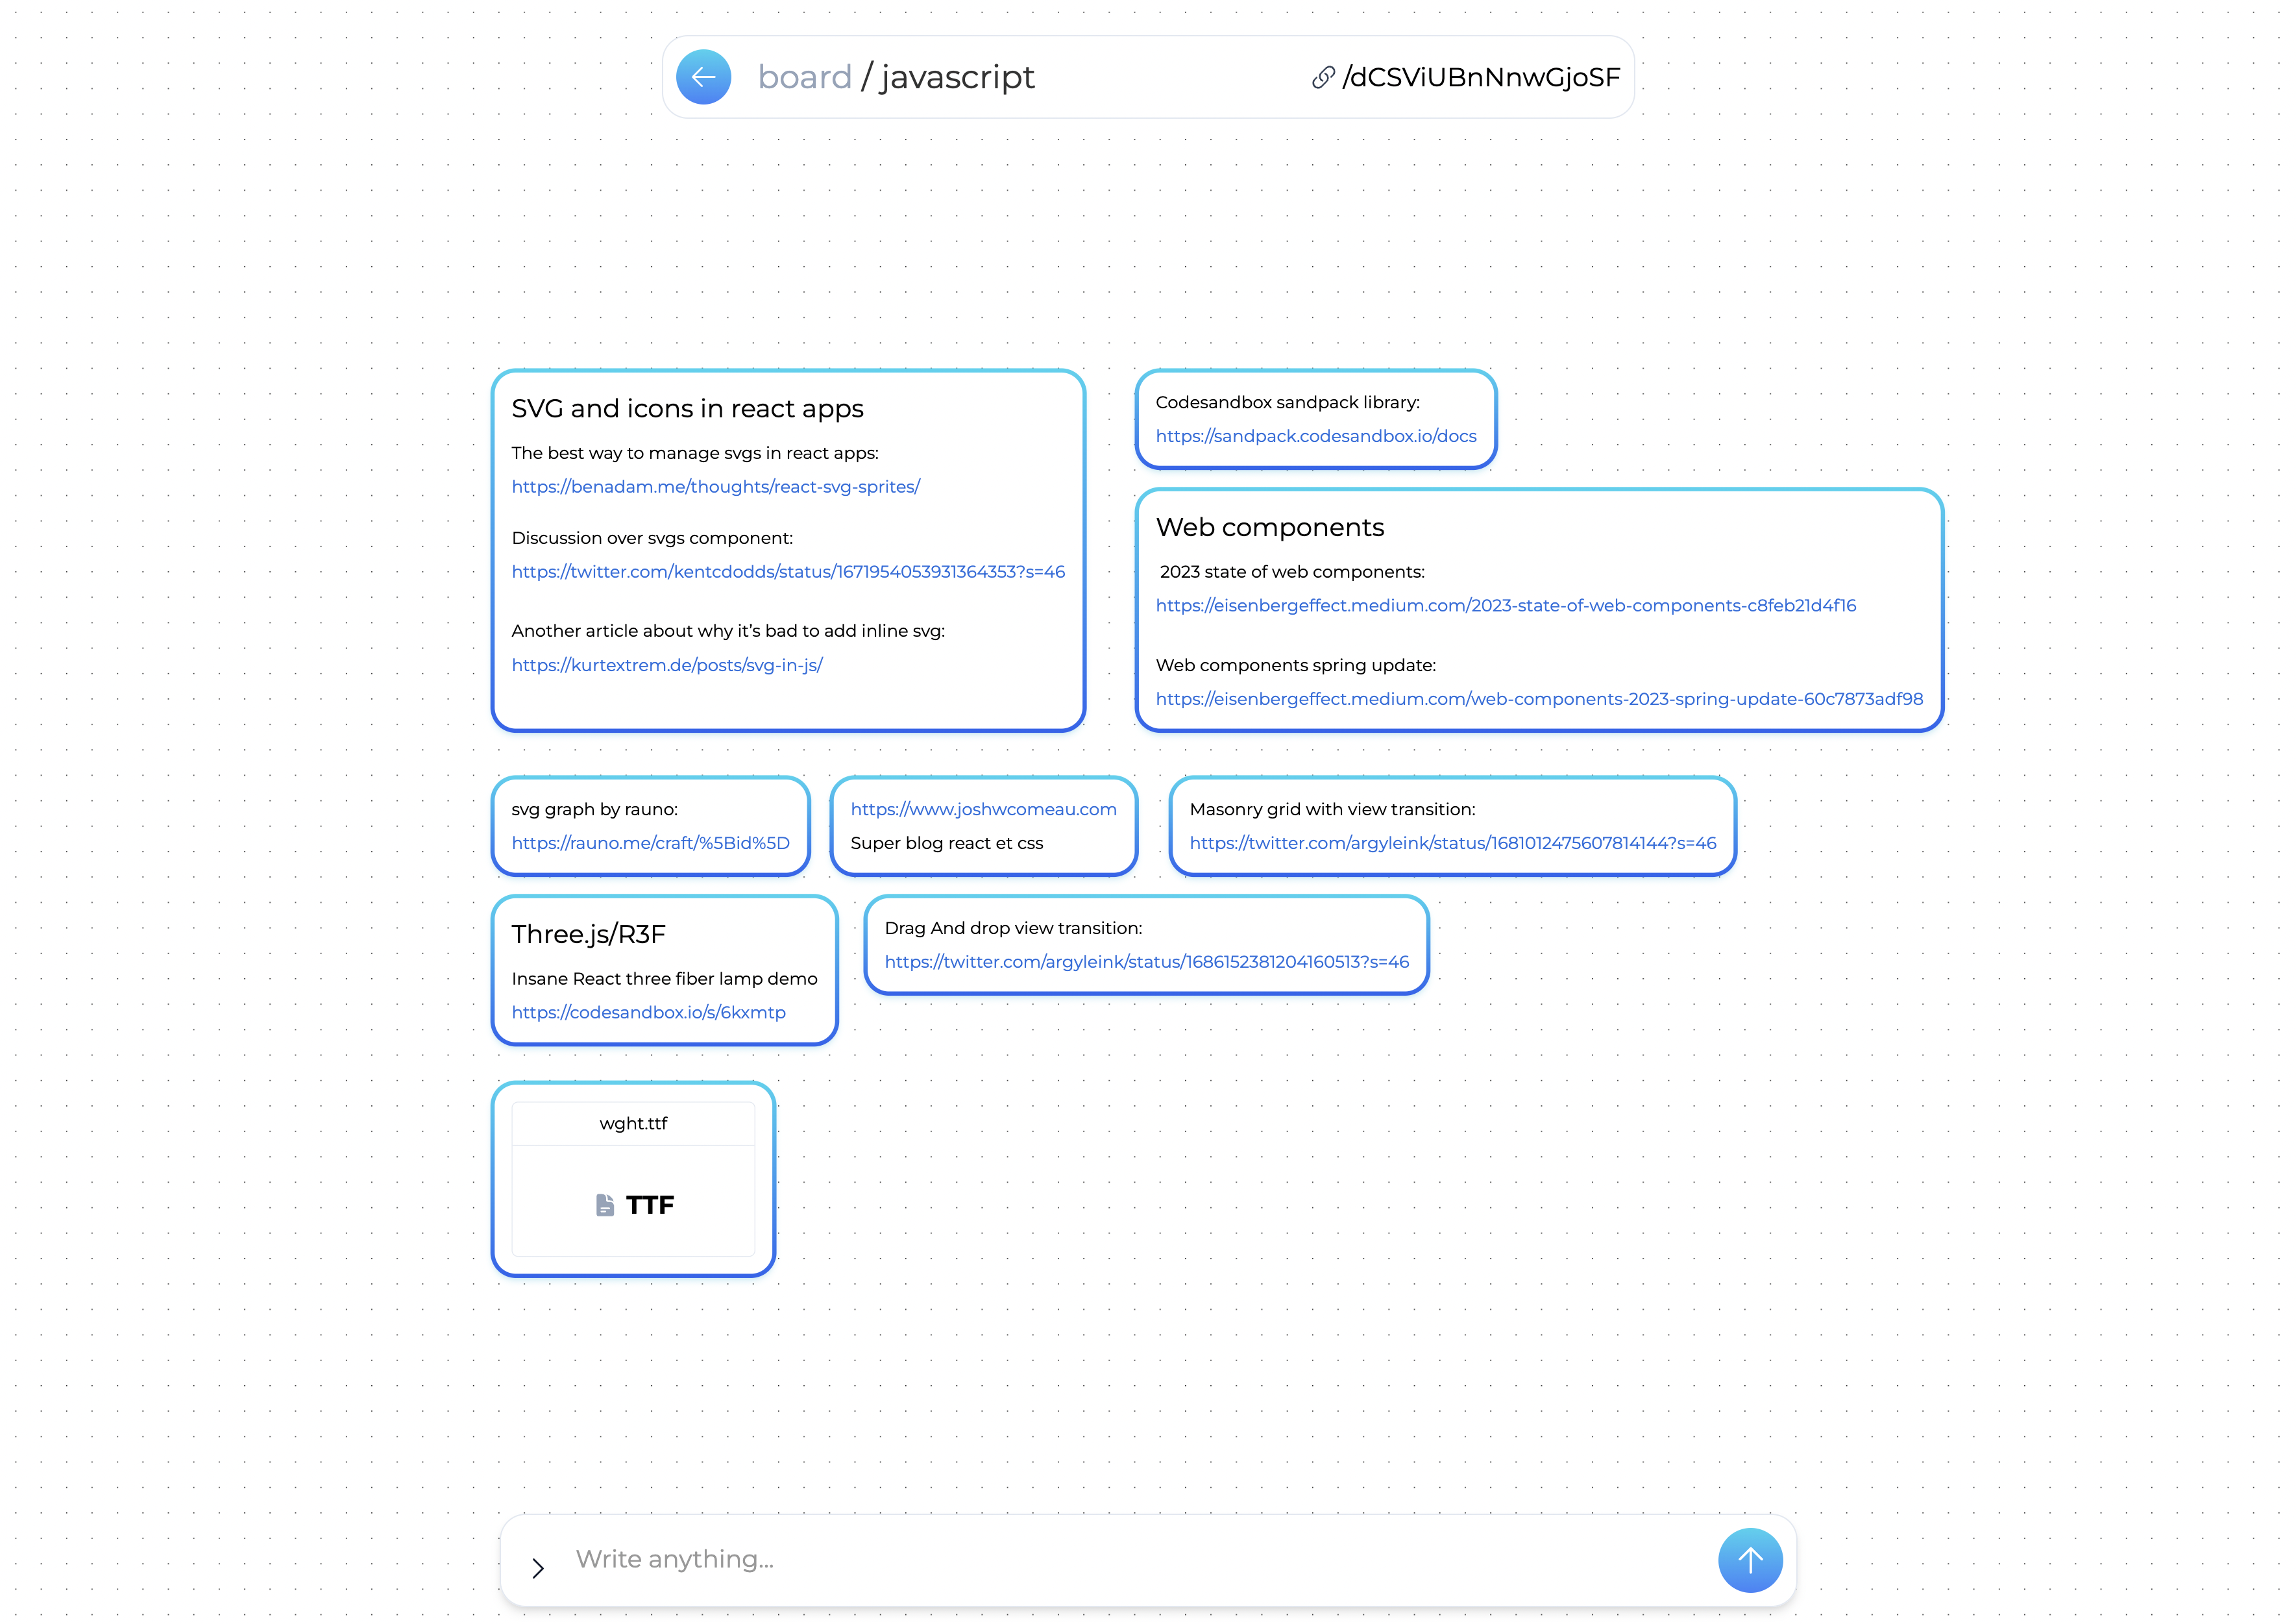 board / javascript
/dCSViUBnNnwGjoSF
SVG and icons in react apps
The best way to manage svgs in react apps:
https://benadam.me/thoughts/react-svg-sprites/
Discussion over svgs component:
https://twitter.com/kentcdodds/status/1671954053931364353?s=46
Another article about why it’s bad to add inline svg:
https://kurtextrem.de/posts/svg-in-js/
Codesandbox sandpack library:
https://sandpack.codesandbox.io/docs
Web components
2023 state of web components:
https://eisenbergeffect.medium.com/2023-state-of-web-components-c8feb21d4f16
Web components spring update:
https://eisenbergeffect.medium.com/web-components-2023-spring-update-60c7873adf98
svg graph by rauno:
https://rauno.me/craft/%5Bid%5D
https://www.joshwcomeau.com
Super blog react et css
Masonry grid with view transition:
https://twitter.com/argyleink/status/1681012475607814144?s=46
Three.js/R3F
Insane React three fiber lamp demo
https://codesandbox.io/s/6kxmtp
Drag And drop view transition:
https://twitter.com/argyleink/status/1686152381204160513?s=46
wght.ttf
TTF
Write anything...